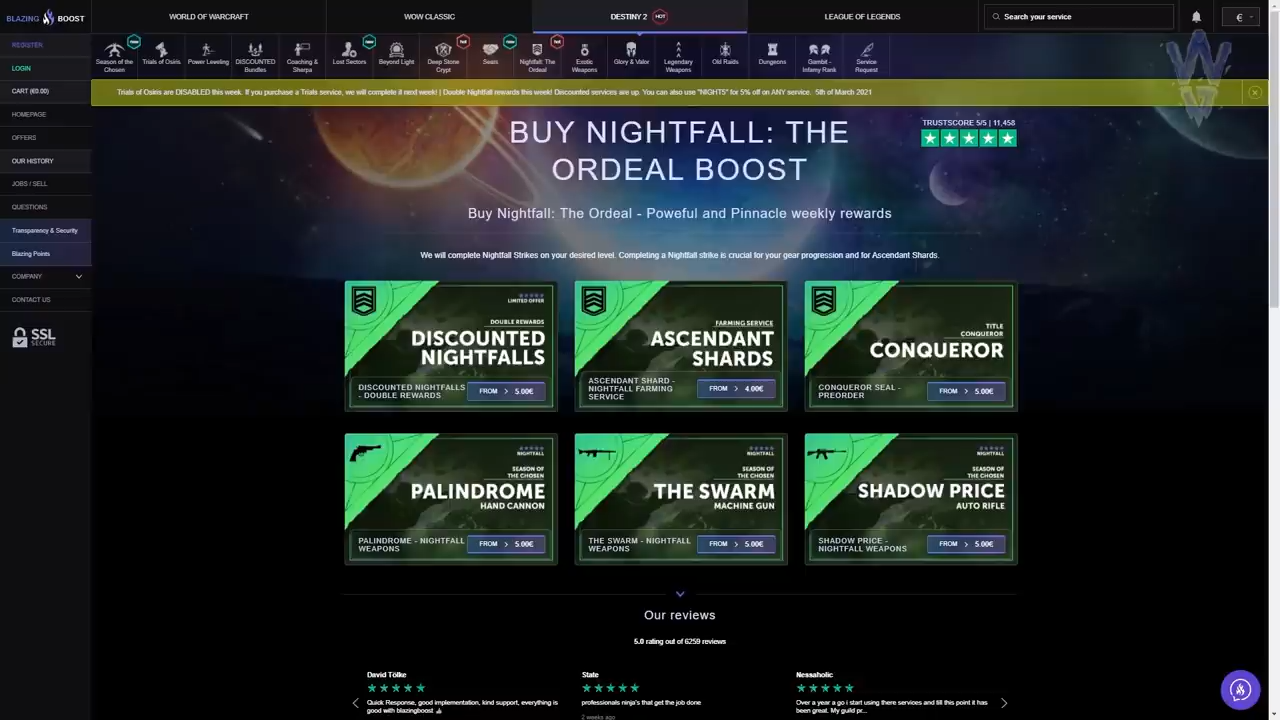 BLAZING BOOST
WORLD OF WARCRAFT
WOW CLASSIC
DESTINY 2 HOT
LEAGUE OF LEGENDS
Search your service
€
REGISTER
LOGIN
CART (€0.00)
HOMEPAGE
OFFERS
OUR HISTORY
JOBS / SELL
QUESTIONS
Transparency & Security
Blazing Points
COMPANY
CONTACT US
SSL
SECURE
Season of the
Chosen
new
Trials of Osiris
Power Leveling
DISCOUNTED
Bundles
Coaching &
Sherpa
Lost Sectors
new
Beyond Light
Deep Stone
Crypt
hot
Seals
new
Nightfall: The
Ordeal
hot
Exotic
Weapons
Glory & Valor
Legendary
Weapons
Old Raids
Dungeons
Gambit -
Infamy Rank
Service
Request
Trials of Osiris are DISABLED this week. If you purchase a Trials service, we will complete it next week! | Double Nightfall rewards this week! Discounted services are up. You can also use "NIGHT5" for 5% off on ANY service. 5th of March 2021
BUY NIGHTFALL: THE
ORDEAL BOOST
TRUSTSCORE 5/5 | 11,458
Buy Nightfall: The Ordeal - Poweful and Pinnacle weekly rewards
We will complete Nightfall Strikes on your desired level. Completing a Nightfall strike is crucial for your gear progression and for Ascendant Shards.
LIMITED OFFER
DOUBLE REWARDS
DISCOUNTED
NIGHTFALLS
DISCOUNTED NIGHTFALLS
- DOUBLE REWARDS
FROM > 5.00€
FARMING SERVICE
ASCENDANT
SHARDS
ASCENDANT SHARD -
NIGHTFALL FARMING
SERVICE
FROM > 4.00€
TITLE
CONQUEROR
CONQUEROR
CONQUEROR SEAL -
PREORDER
FROM > 5.00€
NIGHTFALL
SEASON OF
THE CHOSEN
PALINDROME
HAND CANNON
PALINDROME - NIGHTFALL
WEAPONS
FROM > 5.00€
NIGHTFALL
SEASON OF
THE CHOSEN
THE SWARM
MACHINE GUN
THE SWARM - NIGHTFALL
WEAPONS
FROM > 5.00€
NIGHTFALL
SEASON OF
THE CHOSEN
SHADOW PRICE
AUTO RIFLE
SHADOW PRICE -
NIGHTFALL WEAPONS
FROM > 5.00€
Our reviews
5.0 rating out of 6259 reviews
David Tölke
Quick Response, good implementation, kind support, everything is
good with blazingboost 👍
State
professionals ninja's that get the job done
2 weeks ago
Nessaholic
Over a year a go i start using there services and till this point it has
been great. My guild pr...